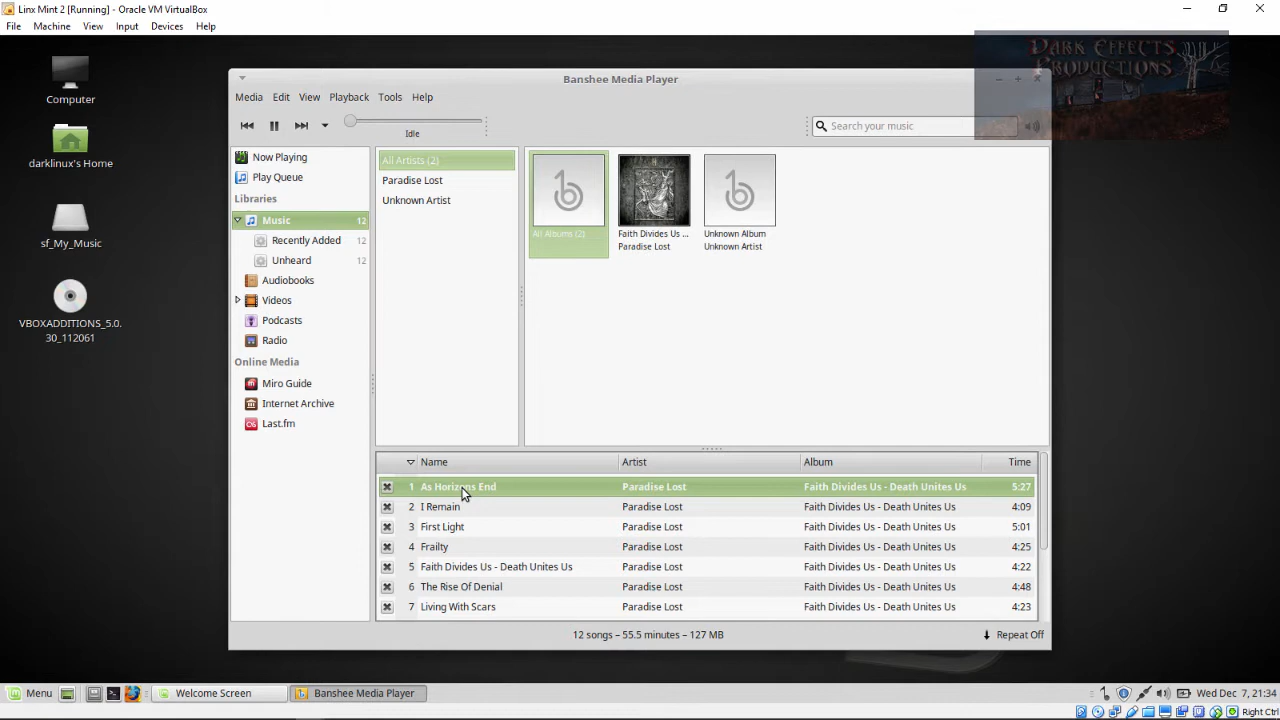 Linx Mint 2 [Running] - Oracle VM VirtualBox
File Machine View Input Devices Help
DARK EFFECTS
PRODUCTIONS
Computer
darklinux's Home
sf_My_Music
VBOXADDITIONS_5.0.
30_112061
Banshee Media Player
Media Edit View Playback Tools Help
Idle
Search your music
Now Playing
Play Queue
Libraries
Music 12
Recently Added 12
Unheard 12
Audiobooks
Videos
Podcasts
Radio
Online Media
Miro Guide
Internet Archive
Last.fm
All Artists (2)
Paradise Lost
Unknown Artist
All Albums (2)
Faith Divides Us ...
Paradise Lost
Unknown Album
Unknown Artist
Name Artist Album Time
1 As Horizons End Paradise Lost Faith Divides Us - Death Unites Us 5:27
2 I Remain Paradise Lost Faith Divides Us - Death Unites Us 4:09
3 First Light Paradise Lost Faith Divides Us - Death Unites Us 5:01
4 Frailty Paradise Lost Faith Divides Us - Death Unites Us 4:25
5 Faith Divides Us - Death Unites Us Paradise Lost Faith Divides Us - Death Unites Us 4:22
6 The Rise Of Denial Paradise Lost Faith Divides Us - Death Unites Us 4:48
7 Living With Scars Paradise Lost Faith Divides Us - Death Unites Us 4:23
12 songs – 55.5 minutes – 127 MB
Repeat Off
Menu Welcome Screen Banshee Media Player Wed Dec 7, 21:34
Right Ctrl